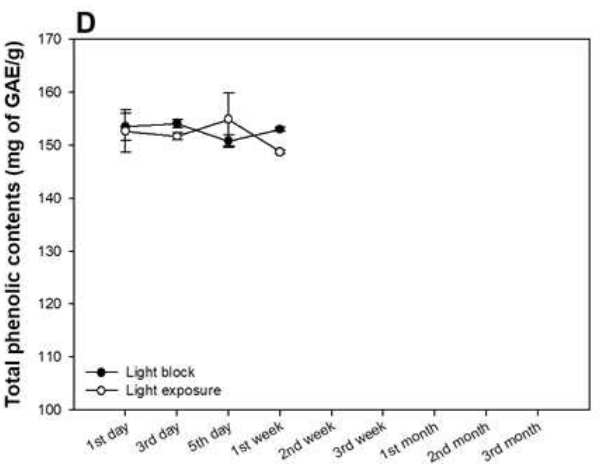 D
Total phenolic contents (mg of GAE/g)
170
160
150
140
130
120
110
100
Light block
Light exposure
1st day
3rd day
5th day
1st week
2nd week
3rd week
1st month
2nd month
3rd month